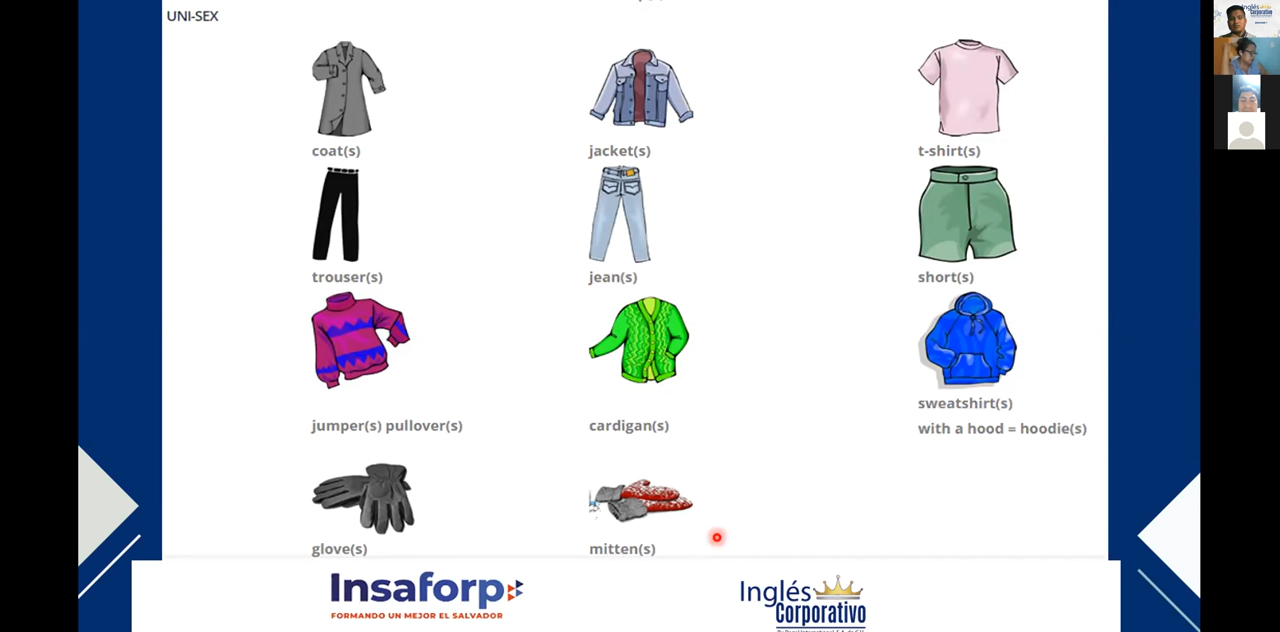 UNI-SEX
coat(s) jacket(s) t-shirt(s)
trouser(s) jean(s) short(s)
jumper(s) pullover(s) cardigan(s) sweatshirt(s)
with a hood = hoodie(s)
glove(s) mitten(s)
Insaforp
FORMANDO UN MEJOR EL SALVADOR
Inglés
Corporativo